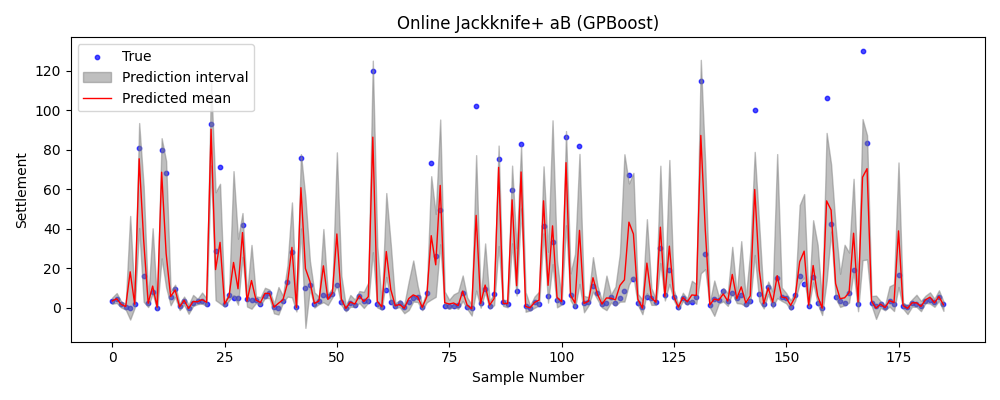 Online Jackknife+ aB (GPBoost)
True
Prediction interval
Predicted mean
Settlement
120
100
80
60
40
20
0
0 25 50 75 100 125 150 175
Sample Number